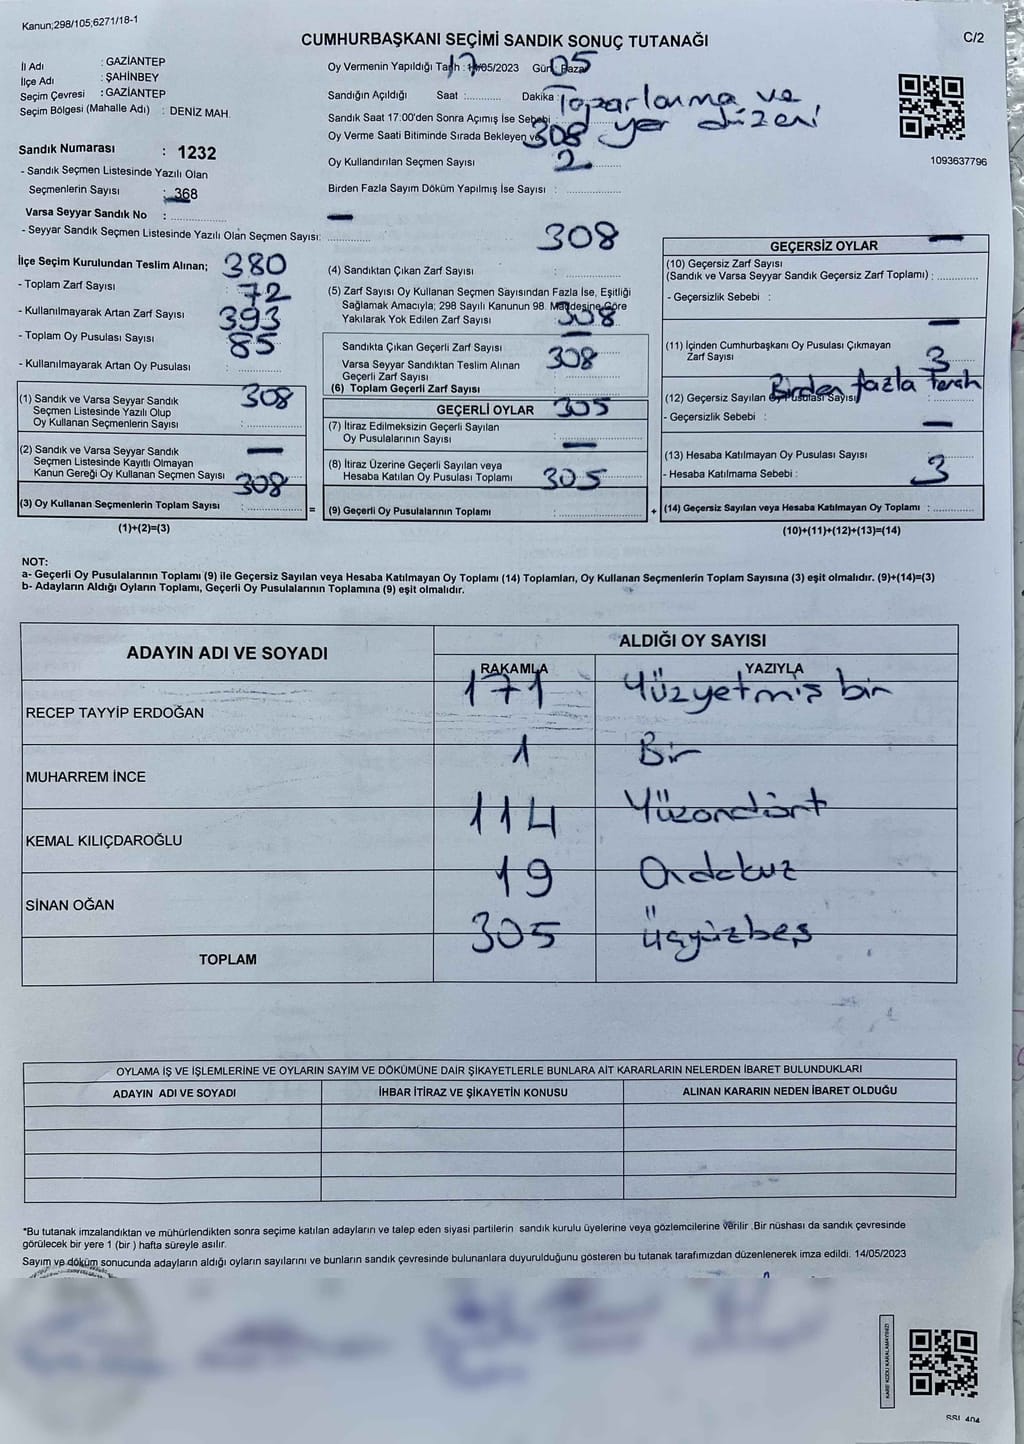 Kanun;298/105;6271/18-1
CUMHURBAŞKANI SEÇİMİ SANDIK SONUÇ TUTANAĞI
C/2
İl Adı : GAZİANTEP
İlçe Adı : ŞAHİNBEY
Seçim Çevresi : GAZİANTEP
Seçim Bölgesi (Mahalle Adı) : DENİZ MAH.
Sandık Numarası : 1232
- Sandık Seçmen Listesinde Yazılı Olan
Seçmenlerin Sayısı : 368
Varsa Seyyar Sandık No : —
- Seyyar Sandık Seçmen Listesinde Yazılı Olan Seçmen Sayısı:
Oy Vermenin Yapıldığı Tarih : 14/05/2023 Gün : Pazar
Sandığın Açıldığı Saat : 17 Dakika : 05
Sandık Saat 17:00'den Sonra Açımış İse Sebebi : Toparlanma ve yer düzeni
Oy Verme Saati Bitiminde Sırada Bekleyen ve
Oy Kullandırılan Seçmen Sayısı 308
Birden Fazla Sayım Döküm Yapılmış İse Sayısı : 2
1093637796
İlçe Seçim Kurulundan Teslim Alınan;
- Toplam Zarf Sayısı : 380
- Kullanılmayarak Artan Zarf Sayısı : 72
- Toplam Oy Pusulası Sayısı : 393
- Kullanılmayarak Artan Oy Pusulası : 85
(1) Sandık ve Varsa Seyyar Sandık
Seçmen Listesinde Yazılı Olup
Oy Kullanan Seçmenlerin Sayısı : 308
(2) Sandık ve Varsa Seyyar Sandık
Seçmen Listesinde Kayıtlı Olmayan
Kanun Gereği Oy Kullanan Seçmen Sayısı : —
(3) Oy Kullanan Seçmenlerin Toplam Sayısı : 308
(1)+(2)=(3)
=
(4) Sandıktan Çıkan Zarf Sayısı : 308
(5) Zarf Sayısı Oy Kullanan Seçmen Sayısından Fazla İse, Eşitliği
Sağlamak Amacıyla; 298 Sayılı Kanunun 98. Maddesine Göre
Yakılarak Yok Edilen Zarf Sayısı
Sandıkta Çıkan Geçerli Zarf Sayısı : 308
Varsa Seyyar Sandıktan Teslim Alınan
Geçerli Zarf Sayısı : —
(6) Toplam Geçerli Zarf Sayısı : 308
GEÇERLİ OYLAR
(7) İtiraz Edilmeksizin Geçerli Sayılan
Oy Pusulalarının Sayısı : 305
(8) İtiraz Üzerine Geçerli Sayılan veya
Hesaba Katılan Oy Pusulası Toplamı : —
(9) Geçerli Oy Pusulalarının Toplamı : 305
+
GEÇERSİZ OYLAR
(10) Geçersiz Zarf Sayısı
(Sandık ve Varsa Seyyar Sandık Geçersiz Zarf Toplamı) : —
- Geçersizlik Sebebi :
(11) İçinden Cumhurbaşkanı Oy Pusulası Çıkmayan
Zarf Sayısı : —
(12) Geçersiz Sayılan Oy Pusulası Sayısı : 3
- Geçersizlik Sebebi : Birden fazla Tercih
(13) Hesaba Katılmayan Oy Pusulası Sayısı : —
- Hesaba Katılmama Sebebi :
(14) Geçersiz Sayılan veya Hesaba Katılmayan Oy Toplamı : 3
(10)+(11)+(12)+(13)=(14)
NOT:
a- Geçerli Oy Pusulalarının Toplamı (9) ile Geçersiz Sayılan veya Hesaba Katılmayan Oy Toplamı (14) Toplamları, Oy Kullanan Seçmenlerin Toplam Sayısına (3) eşit olmalıdır. (9)+(14)=(3)
b- Adayların Aldığı Oyların Toplamı, Geçerli Oy Pusulalarının Toplamına (9) eşit olmalıdır.
ADAYIN ADI VE SOYADI
ALDIĞI OY SAYISI
RAKAMLA YAZIYLA
RECEP TAYYİP ERDOĞAN 171 Yüzyetmiş bir
MUHARREM İNCE 1 Bir
KEMAL KILIÇDAROĞLU 114 Yüzondört
SİNAN OĞAN 19 Ondokuz
TOPLAM 305 Üçyüzbeş
OYLAMA İŞ VE İŞLEMLERİNE VE OYLARIN SAYIM VE DÖKÜMÜNE DAİR ŞİKAYETLERLE BUNLARA AİT KARARLARIN NELERDEN İBARET BULUNDUKLARI
ADAYIN ADI VE SOYADI İHBAR İTİRAZ VE ŞİKAYETİN KONUSU ALINAN KARARIN NEDEN İBARET OLDUĞU
*Bu tutanak imzalandıktan ve mühürlendikten sonra seçime katılan adayların ve talep eden siyasi partilerin sandık kurulu üyelerine veya gözlemcilerine verilir .Bir nüshası da sandık çevresinde
görülecek bir yere 1 (bir ) hafta süreyle asılır.
Sayım ve döküm sonucunda adayların aldığı oyların sayılarını ve bunların sandık çevresinde bulunanlara duyurulduğunu gösteren bu tutanak tarafımızdan düzenlenerek imza edildi. 14/05/2023
KARE KODU KARALAMAYINIZ!